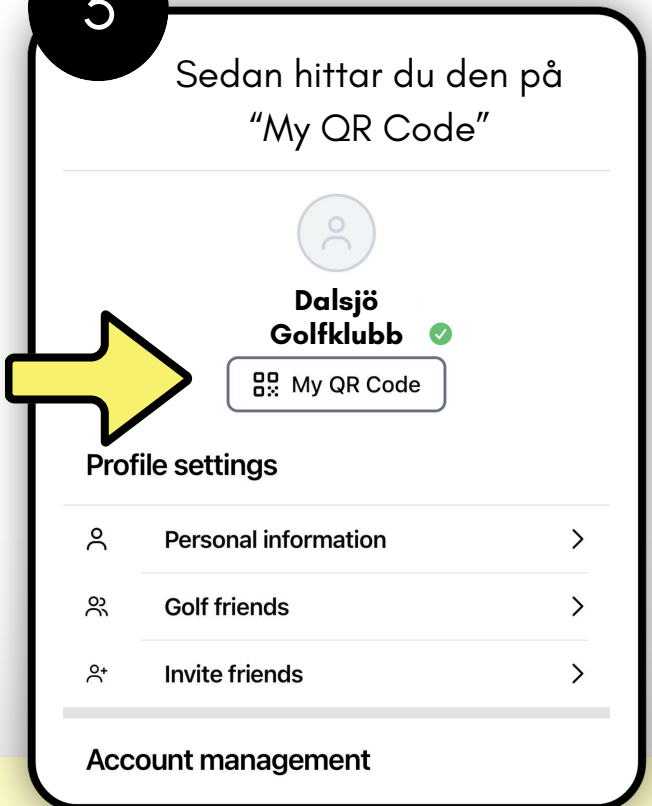 Sedan hittar du den på
“My QR Code”
Dalsjö
Golfklubb
My QR Code
Profile settings
Personal information
Golf friends
Invite friends
Account management